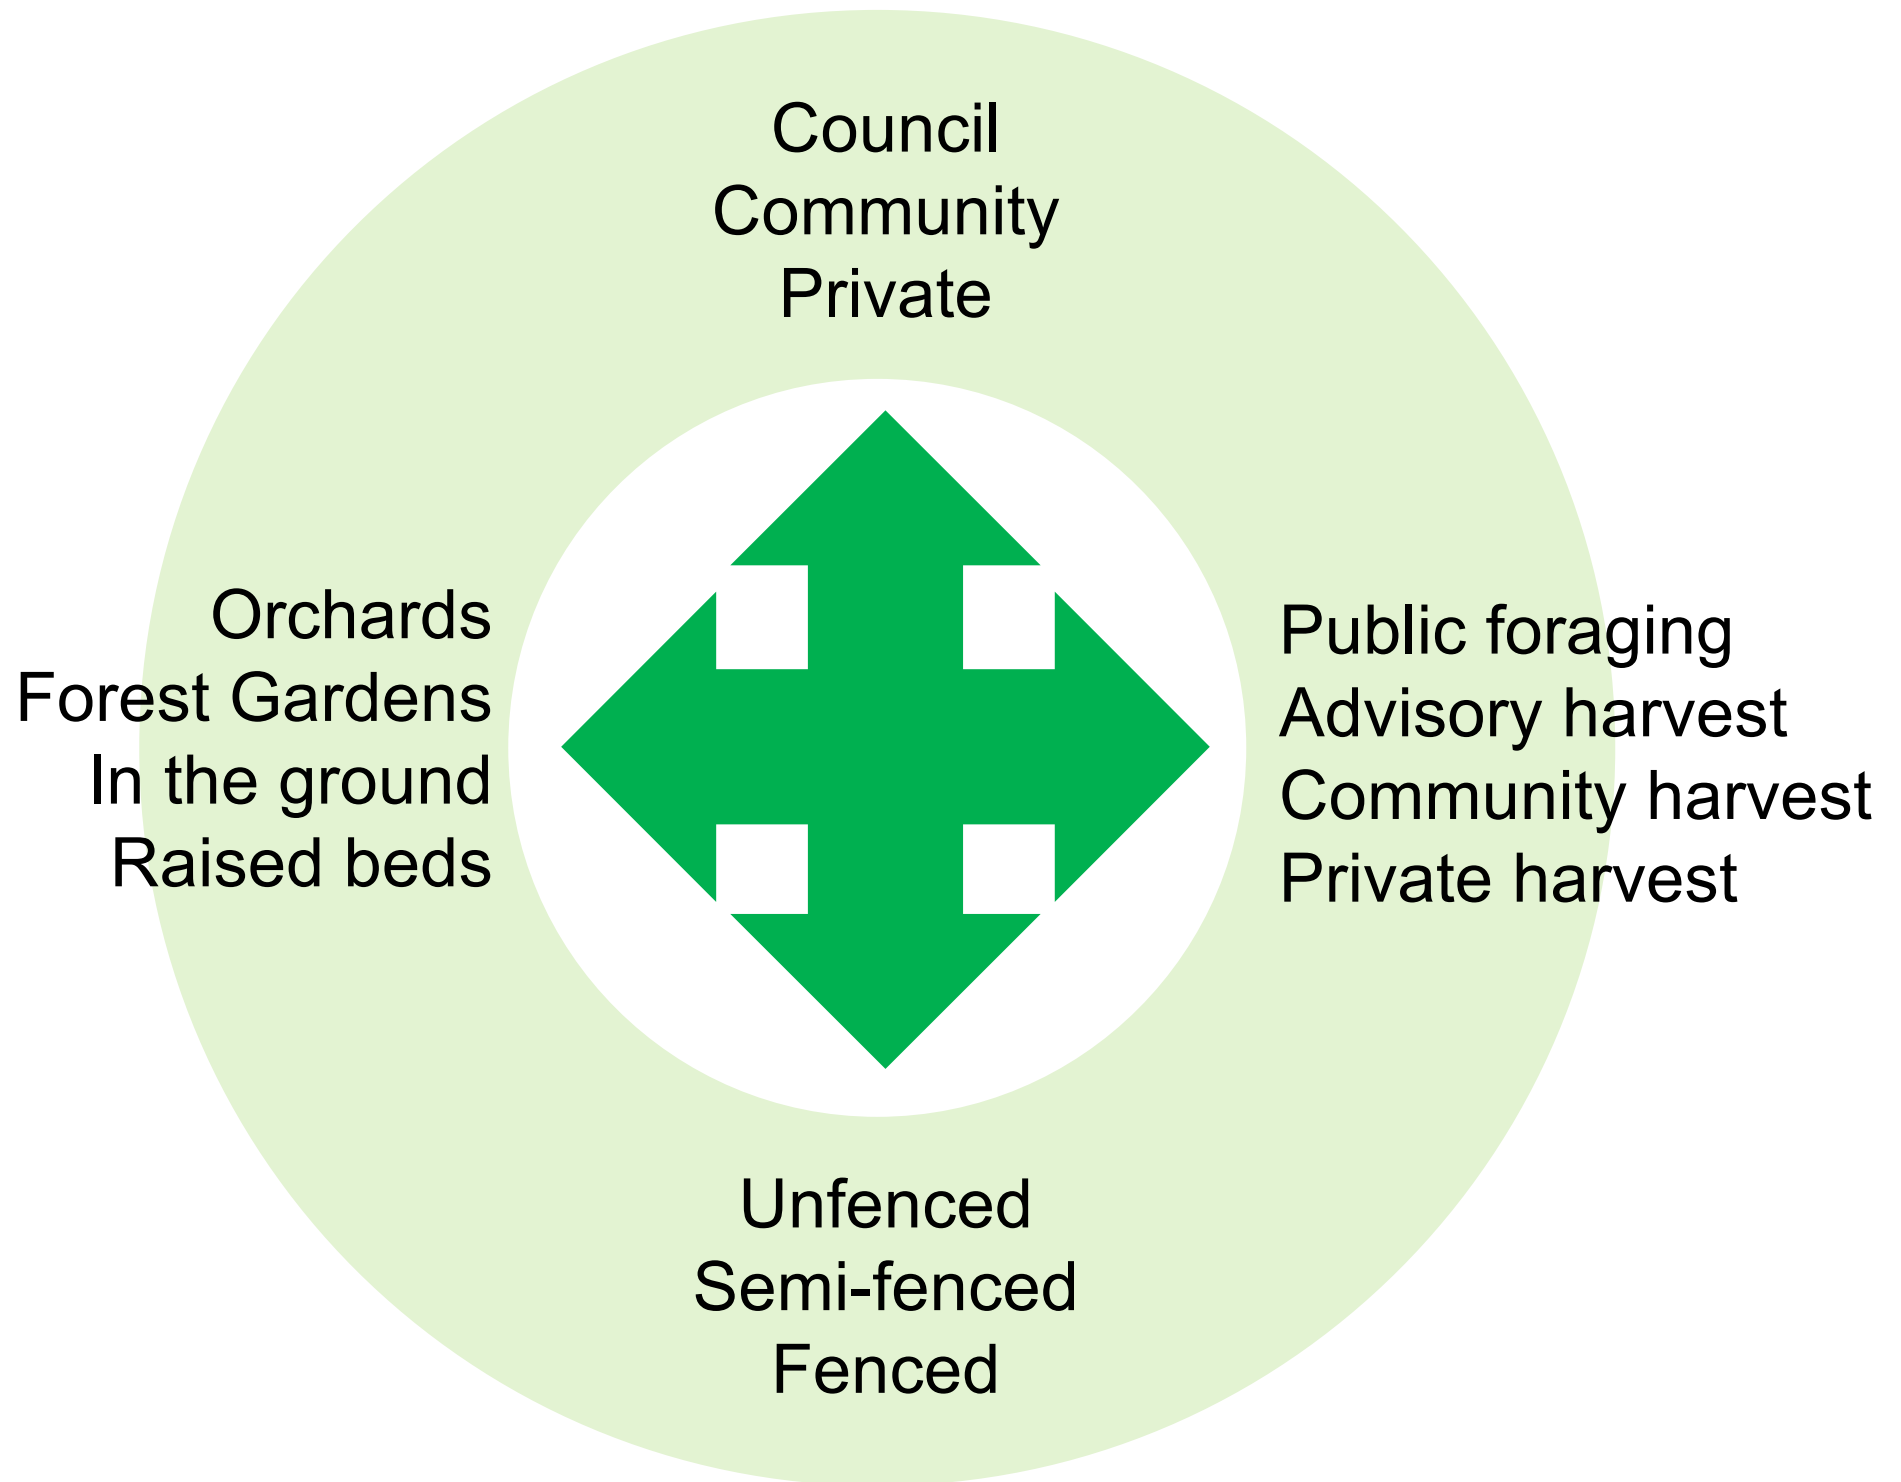 Council
Community
Private
Orchards
Forest Gardens
In the ground
Raised beds
Public foraging
Advisory harvest
Community harvest
Private harvest
Unfenced
Semi-fenced
Fenced